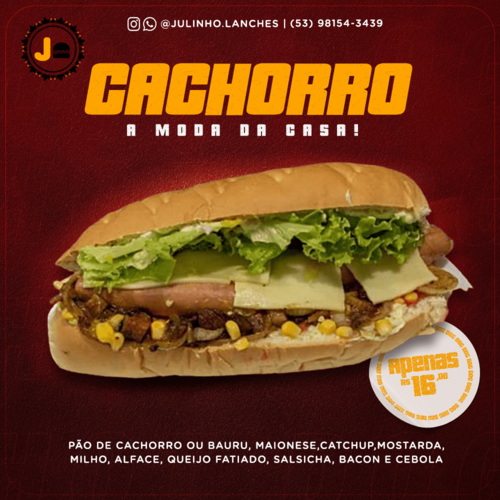 @JULINHO.LANCHES | (53) 98154-3439
J
CACHORRO
A MODA DA CASA!
Apenas
R$ 16,00
PÃO DE CACHORRO OU BAURU, MAIONESE,CATCHUP,MOSTARDA,
MILHO, ALFACE, QUEIJO FATIADO, SALSICHA, BACON E CEBOLA